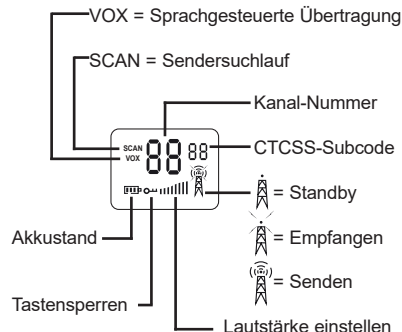 VOX = Sprachgesteuerte Übertragung
SCAN = Sendersuchlauf
Kanal-Nummer
SCAN
VOX
88
88
CTCSS-Subcode
= Standby
= Empfangen
= Senden
Akkustand
Tastensperren
Lautstärke einstellen